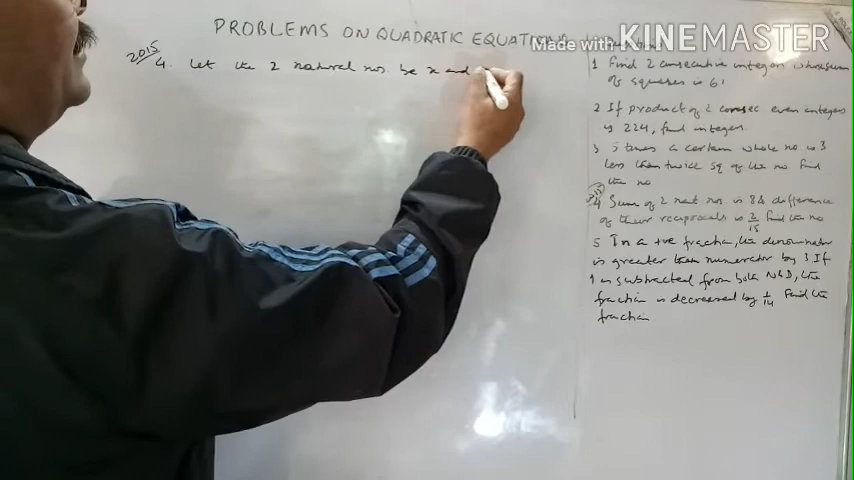 PROBLEMS ON QUADRATIC EQUATIONS
Made with KINEMASTER
2015
4. Let the 2 natural nos. be x and
1 Find 2 consecutive integers whose sum
of squares is 61
2 If product of 2 consec even integers
is 224, find integers
3 5 times a certain whole no is 3
less than twice sq of the no find
the no
4 Sum of 2 nat nos. is 8 & difference
of their reciprocals is 2/15 find the no
5 In a +ve fraction, the denominator
is greater than numerator by 3 If
1 is subtracted from both N & D, the
fraction is decreased by 1/14 Find the
fraction